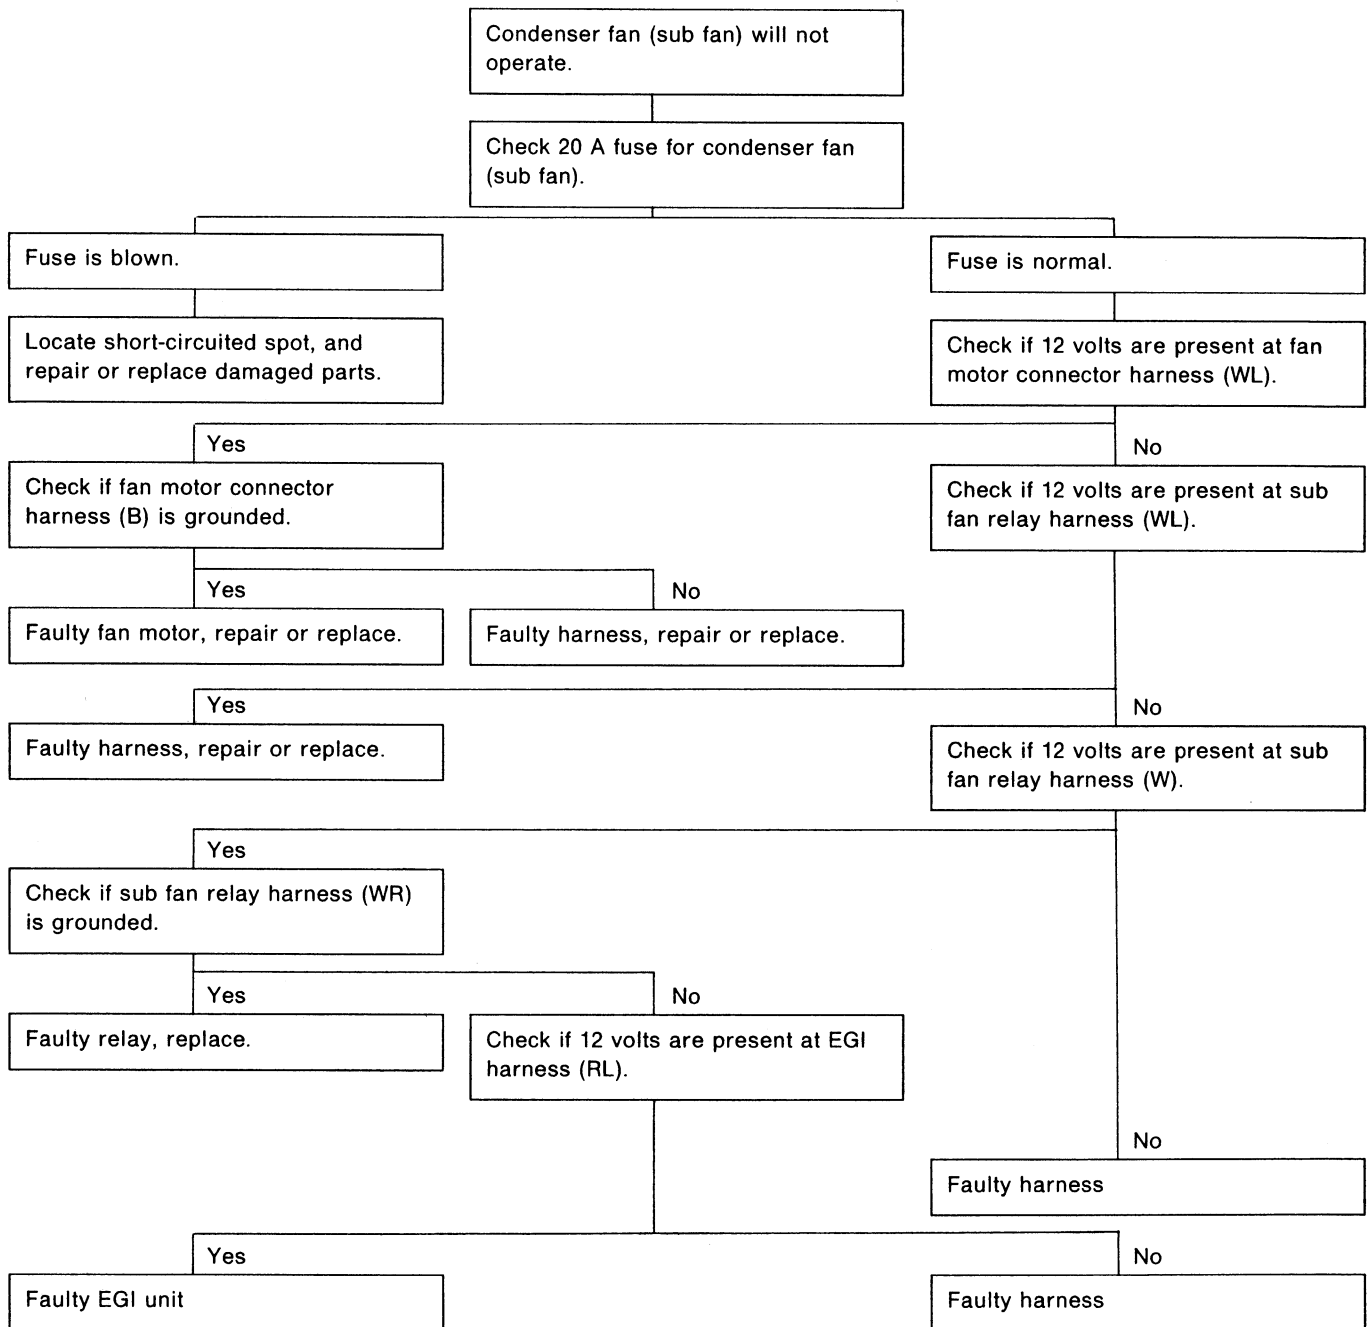 Condenser fan (sub fan) will not
operate.
Check 20 A fuse for condenser fan
(sub fan).
Fuse is blown.
Fuse is normal.
Locate short-circuited spot, and
repair or replace damaged parts.
Check if 12 volts are present at fan
motor connector harness (WL).
Yes
No
Check if fan motor connector
harness (B) is grounded.
Check if 12 volts are present at sub
fan relay harness (WL).
Yes
No
Faulty fan motor, repair or replace.
Faulty harness, repair or replace.
Yes
No
Faulty harness, repair or replace.
Check if 12 volts are present at sub
fan relay harness (W).
Yes
Check if sub fan relay harness (WR)
is grounded.
Yes
No
Faulty relay, replace.
Check if 12 volts are present at EGI
harness (RL).
No
Faulty harness
Yes
No
Faulty EGI unit
Faulty harness